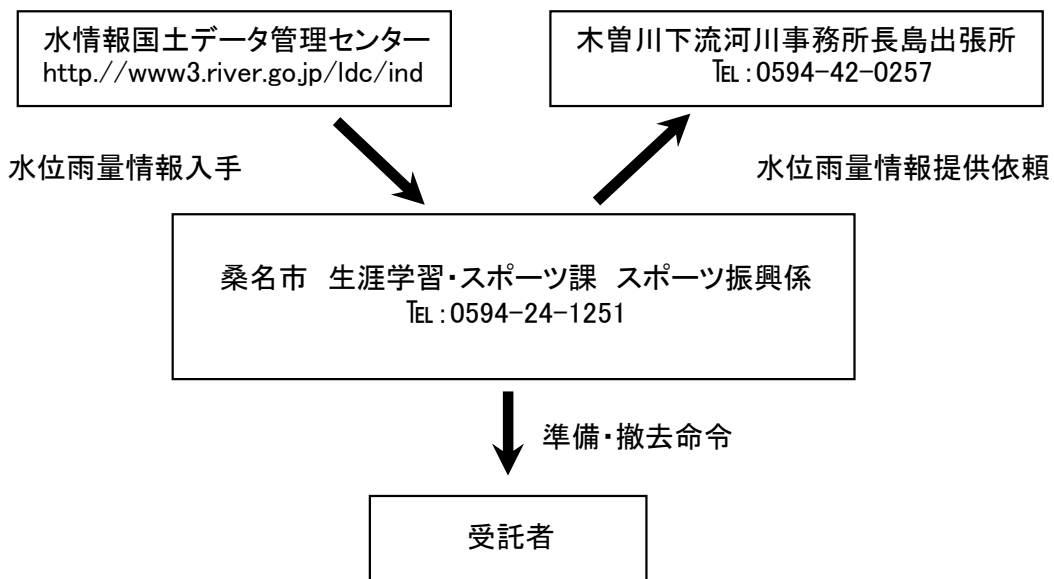 水情報国土データ管理センター
http.//www3.river.go.jp/ldc/ind
木曽川下流河川事務所長島出張所
℡:0594-42-0257
水位雨量情報入手
水位雨量情報提供依頼
桑名市　生涯学習・スポーツ課　スポーツ振興係
℡:0594-24-1251
準備・撤去命令
受託者